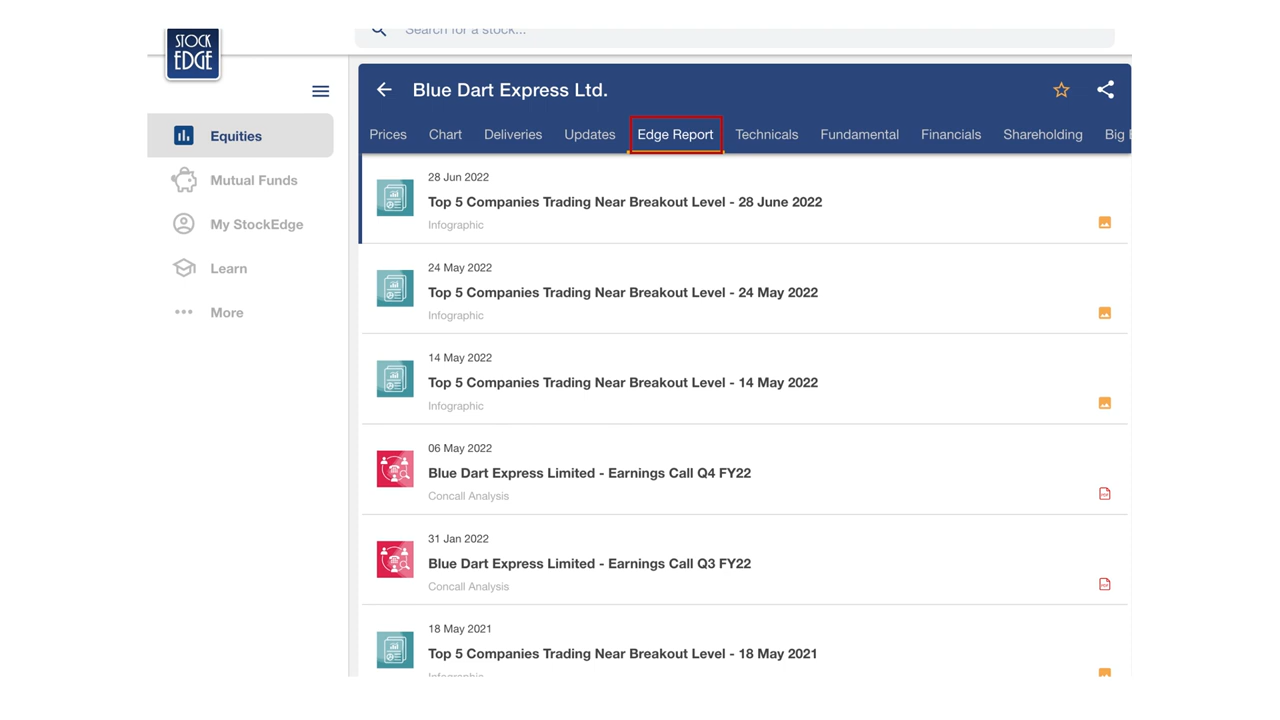 STOCK
EDGE
Search for a stock...
Blue Dart Express Ltd.
Prices Chart Deliveries Updates Edge Report Technicals Fundamental Financials Shareholding Big
Equities
Mutual Funds
My StockEdge
Learn
More
28 Jun 2022
Top 5 Companies Trading Near Breakout Level - 28 June 2022
Infographic
24 May 2022
Top 5 Companies Trading Near Breakout Level - 24 May 2022
Infographic
14 May 2022
Top 5 Companies Trading Near Breakout Level - 14 May 2022
Infographic
06 May 2022
Blue Dart Express Limited - Earnings Call Q4 FY22
Concall Analysis
31 Jan 2022
Blue Dart Express Limited - Earnings Call Q3 FY22
Concall Analysis
18 May 2021
Top 5 Companies Trading Near Breakout Level - 18 May 2021
Infographic